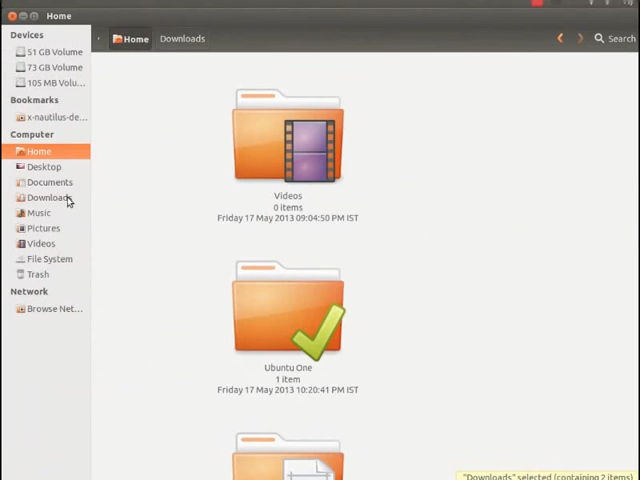 Home
Devices
51 GB Volume
73 GB Volume
105 MB Volu...
Bookmarks
x-nautilus-de...
Computer
Home
Desktop
Documents
Downloads
Music
Pictures
Videos
File System
Trash
Network
Browse Net...
Home
Downloads
Search
Videos
0 items
Friday 17 May 2013 09:04:50 PM IST
Ubuntu One
1 item
Friday 17 May 2013 10:20:41 PM IST
"Downloads" selected (containing 2 items)